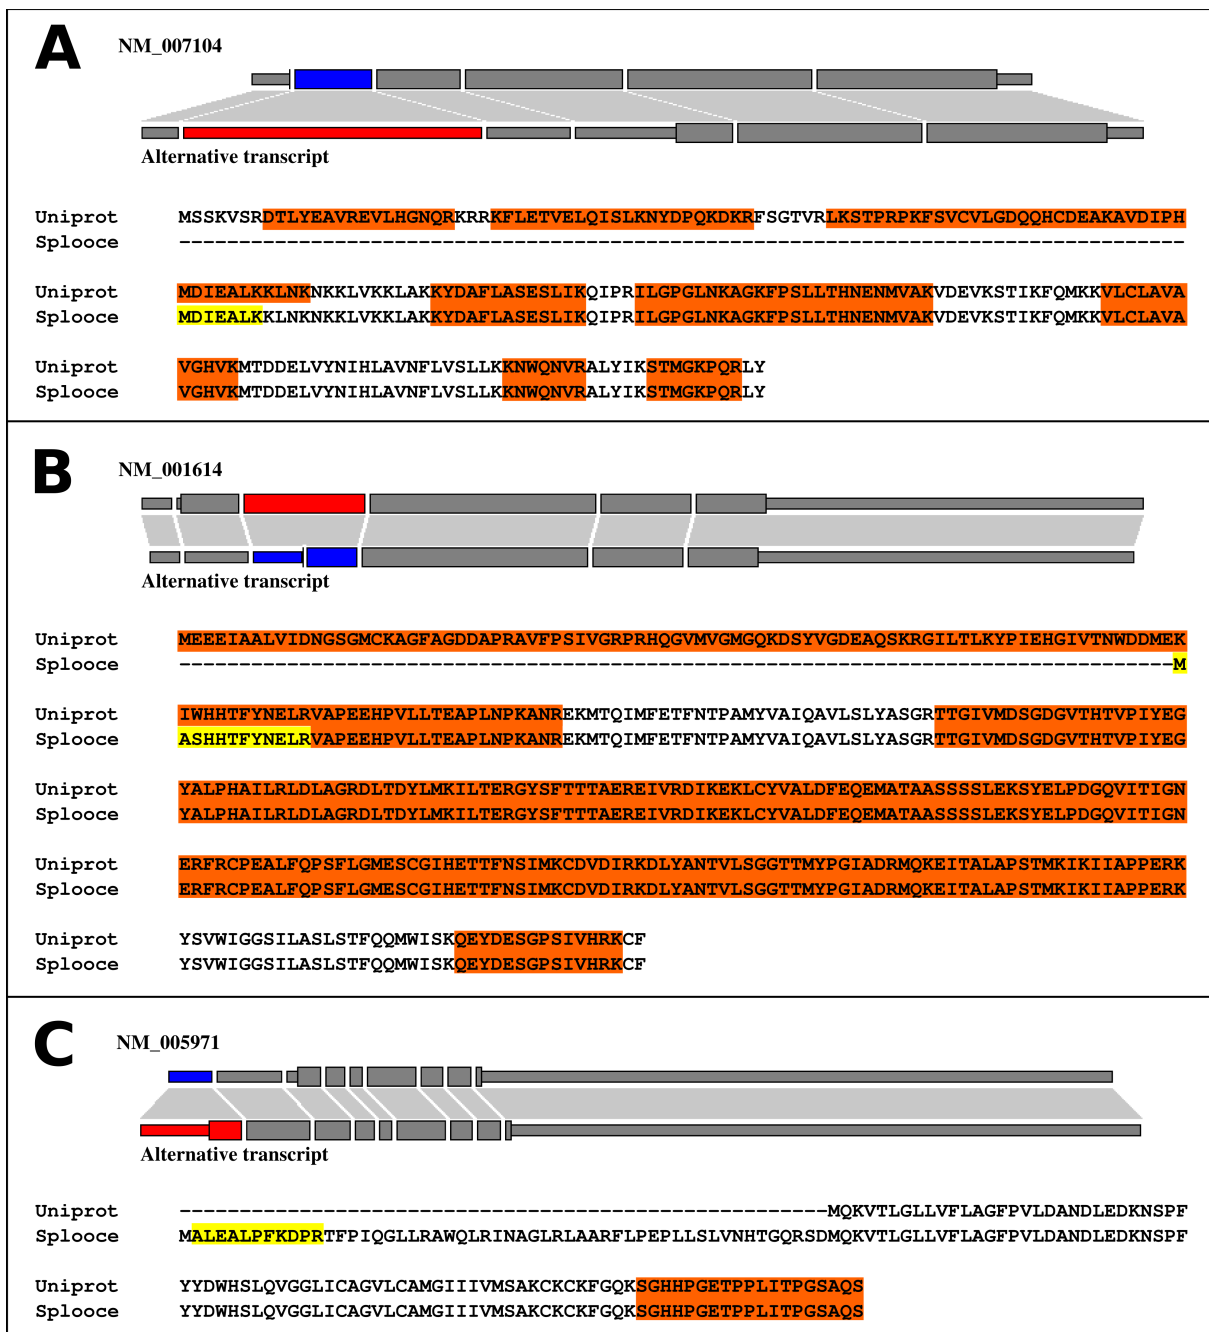 A
NM_007104
Alternative transcript
Uniprot MSSKVSRDTLYEAVREVLHGNQRKRRKFLETVELQISLKNYDPQKDKRFSGTVRLKSTPRPKFSVCVLGDQQHCDEAKAVDIPH
Splooce ------------------------------------------------------------------------------------
Uniprot MDIEALKKLNKNKKLVKKLAKKYDAFLASESLIKQIPRILGPGLNKAGKFPSLLTHNENMVAKVDEVKSTIKFQMKKVLCLAVA
Splooce MDIEALKKLNKNKKLVKKLAKKYDAFLASESLIKQIPRILGPGLNKAGKFPSLLTHNENMVAKVDEVKSTIKFQMKKVLCLAVA
Uniprot VGHVKMTDDELVYNIHLAVNFLVSLLKKNWQNVRALYIKSTMGKPQRLY
Splooce VGHVKMTDDELVYNIHLAVNFLVSLLKKNWQNVRALYIKSTMGKPQRLY
B
NM_001614
Alternative transcript
Uniprot MEEEIAALVIDNGSGMCKAGFAGDDAPRAVFPSIVGRPRHQGVMVGMGQKDSYVGDEAQSKRGILTLKYPIEHGIVTNWDDMEK
Splooce -----------------------------------------------------------------------------------M
Uniprot IWHHTFYNELRVAPEEHPVLLTEAPLNPKANREKMTQIMFETFNTPAMYVAIQAVLSLYASGRTTGIVMDSGDGVTHTVPIYEG
Splooce ASHHTFYNELRVAPEEHPVLLTEAPLNPKANREKMTQIMFETFNTPAMYVAIQAVLSLYASGRTTGIVMDSGDGVTHTVPIYEG
Uniprot YALPHAILRLDLAGRDLTDYLMKILTERGYSFTTTAEREIVRDIKEKLCYVALDFEQEMATAASSSSLEKSYELPDGQVITIGN
Splooce YALPHAILRLDLAGRDLTDYLMKILTERGYSFTTTAEREIVRDIKEKLCYVALDFEQEMATAASSSSLEKSYELPDGQVITIGN
Uniprot ERFRCPEALFQPSFLGMESCGIHETTFNSIMKCDVDIRKDLYANTVLSGGTTMYPGIADRMQKEITALAPSTMKIKIIAPPERK
Splooce ERFRCPEALFQPSFLGMESCGIHETTFNSIMKCDVDIRKDLYANTVLSGGTTMYPGIADRMQKEITALAPSTMKIKIIAPPERK
Uniprot YSVWIGGSILASLSTFQQMWISKQEYDESGPSIVHRKCF
Splooce YSVWIGGSILASLSTFQQMWISKQEYDESGPSIVHRKCF
C
NM_005971
Alternative transcript
Uniprot ------------------------------------------------------MQKVTLGLLVFLAGFPVLDANDLEDKNSPF
Splooce MALEALPFKDPRTFPIQGLLRAWQLRINAGLRLAARFLPEPLLSLVNHTGQRSDMQKVTLGLLVFLAGFPVLDANDLEDKNSPF
Uniprot YYDWHSLQVGGLICAGVLCAMGIIIVMSAKCKCKFGQKSGHHPGETPPLITPGSAQS
Splooce YYDWHSLQVGGLICAGVLCAMGIIIVMSAKCKCKFGQKSGHHPGETPPLITPGSAQS